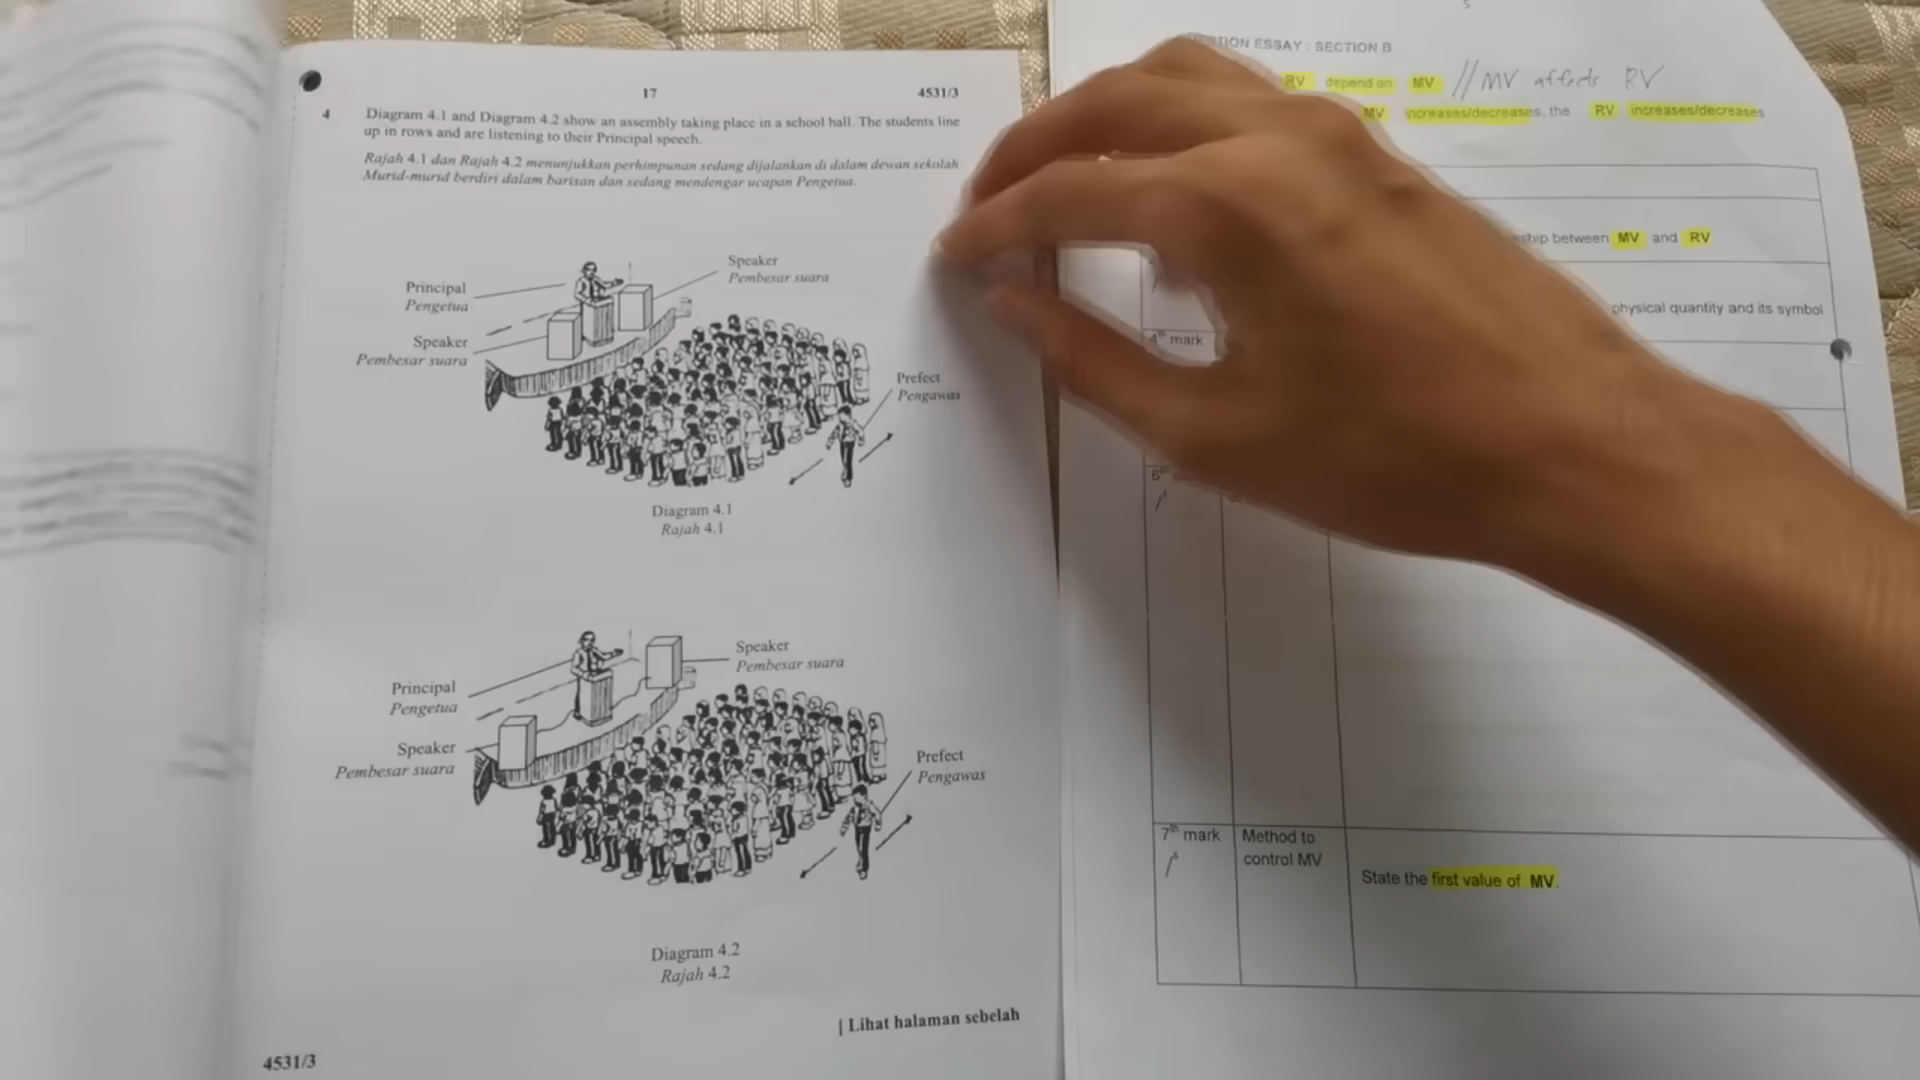 17
4531/3
4 Diagram 4.1 and Diagram 4.2 show an assembly taking place in a school hall. The students line
up in rows and are listening to their Principal speech.
Rajah 4.1 dan Rajah 4.2 menunjukkan perhimpunan sedang dijalankan di dalam dewan sekolah
Murid-murid berdiri dalam barisan dan sedang mendengar ucapan Pengetua.
Speaker
Pembesar suara
Principal
Pengetua
Speaker
Pembesar suara
Prefect
Pengawas
Diagram 4.1
Rajah 4.1
Speaker
Pembesar suara
Principal
Pengetua
Speaker
Pembesar suara
Prefect
Pengawas
Diagram 4.2
Rajah 4.2
[ Lihat halaman sebelah
4531/3
5
ESSAY : SECTION B
RV depend on MV // MV affects RV
MV increases/decreases, the RV increases/decreases
between MV and RV
physical quantity and its symbol
4th mark
6th
7th mark
Method to
control MV
State the first value of MV.